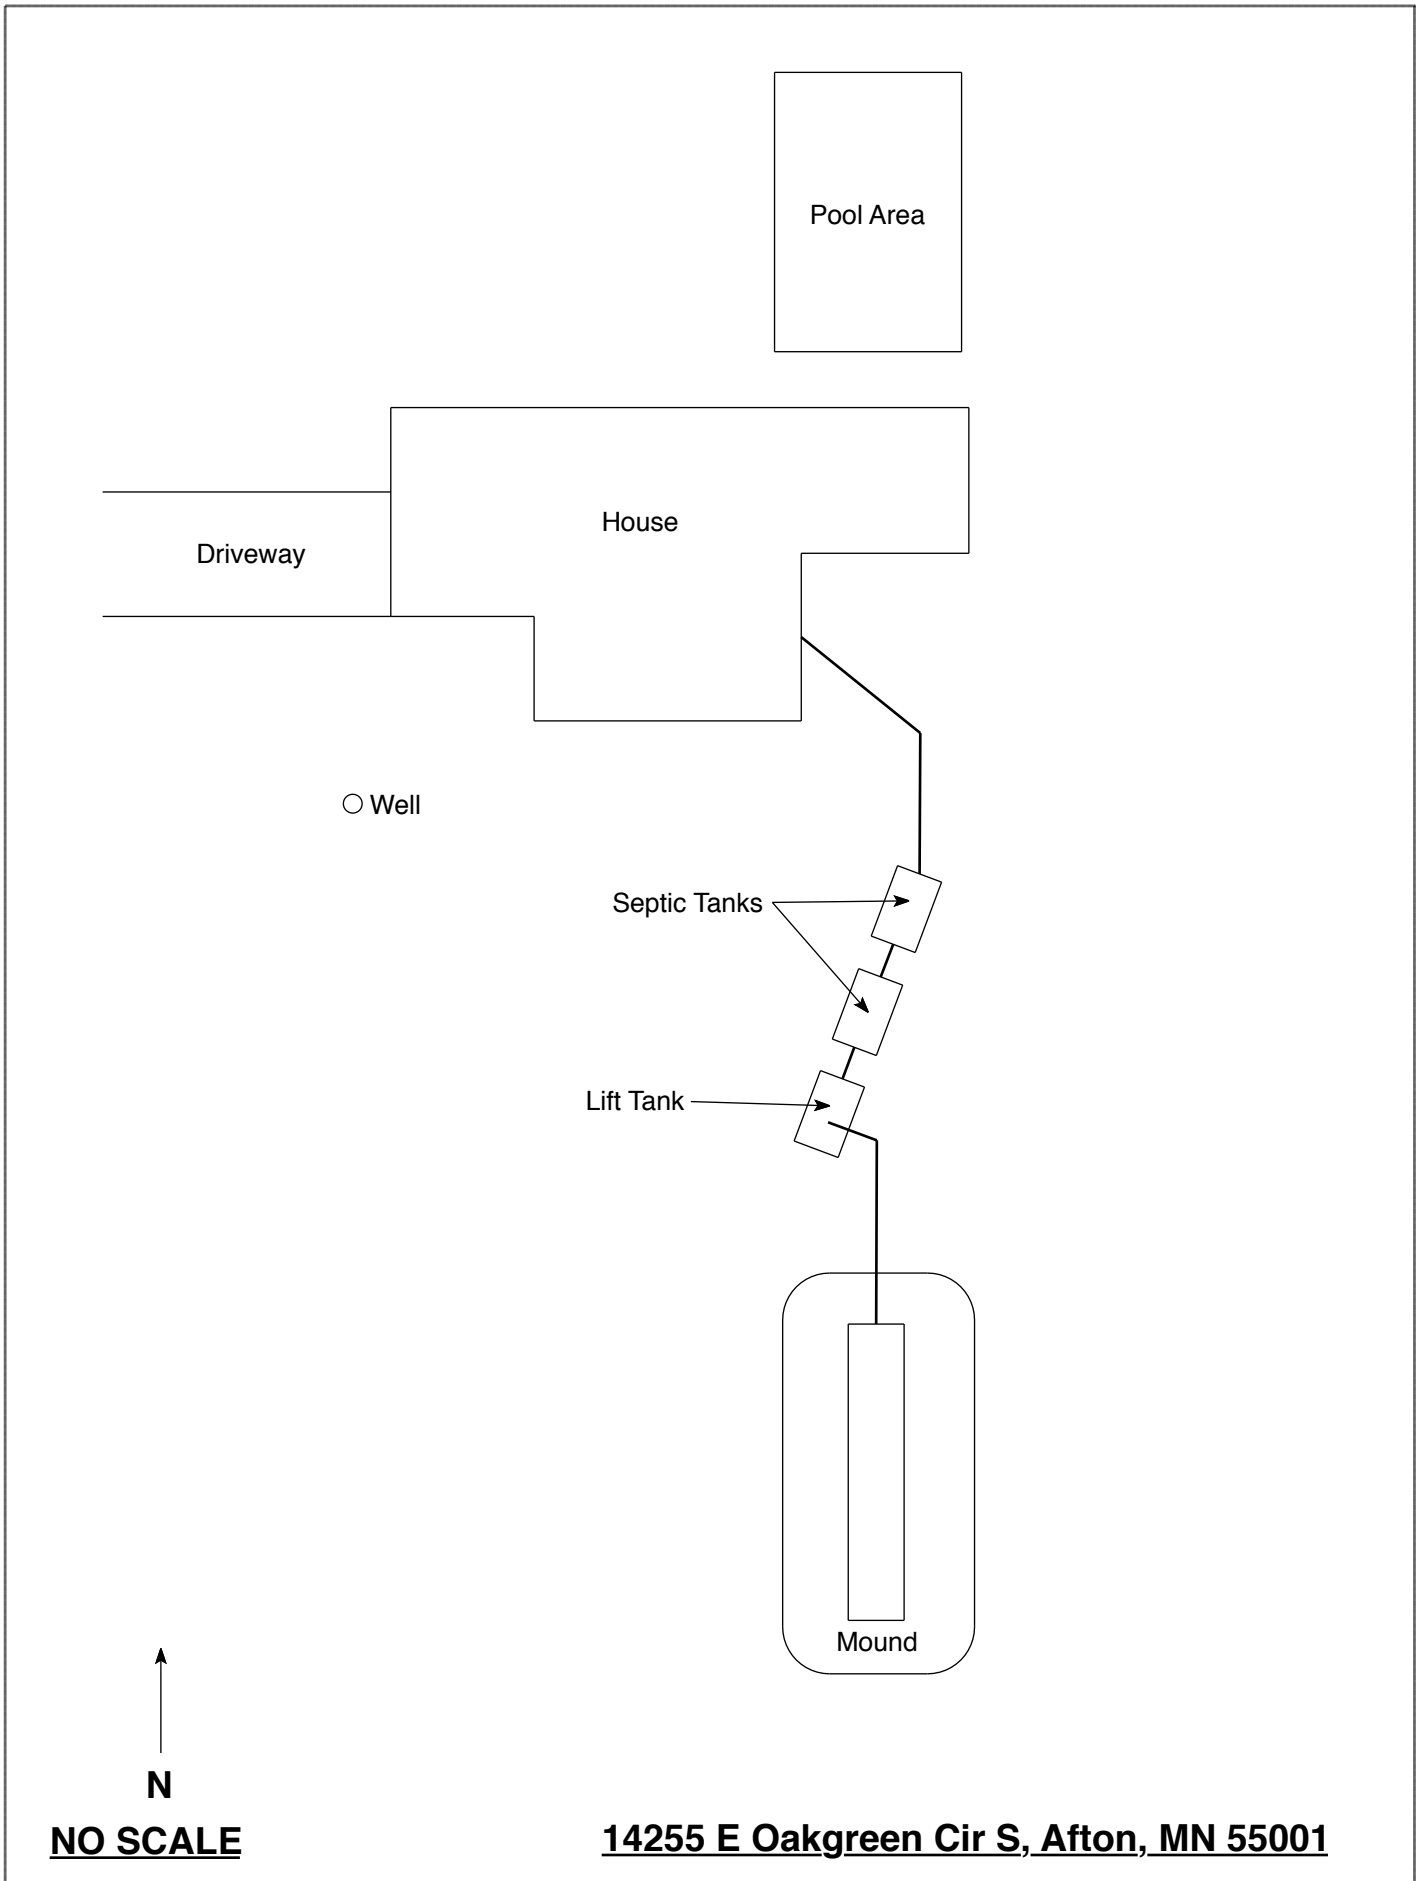 Pool Area
House
Driveway
Well
Septic Tanks
Lift Tank
Mound
N
NO SCALE
14255 E Oakgreen Cir S, Afton, MN 55001